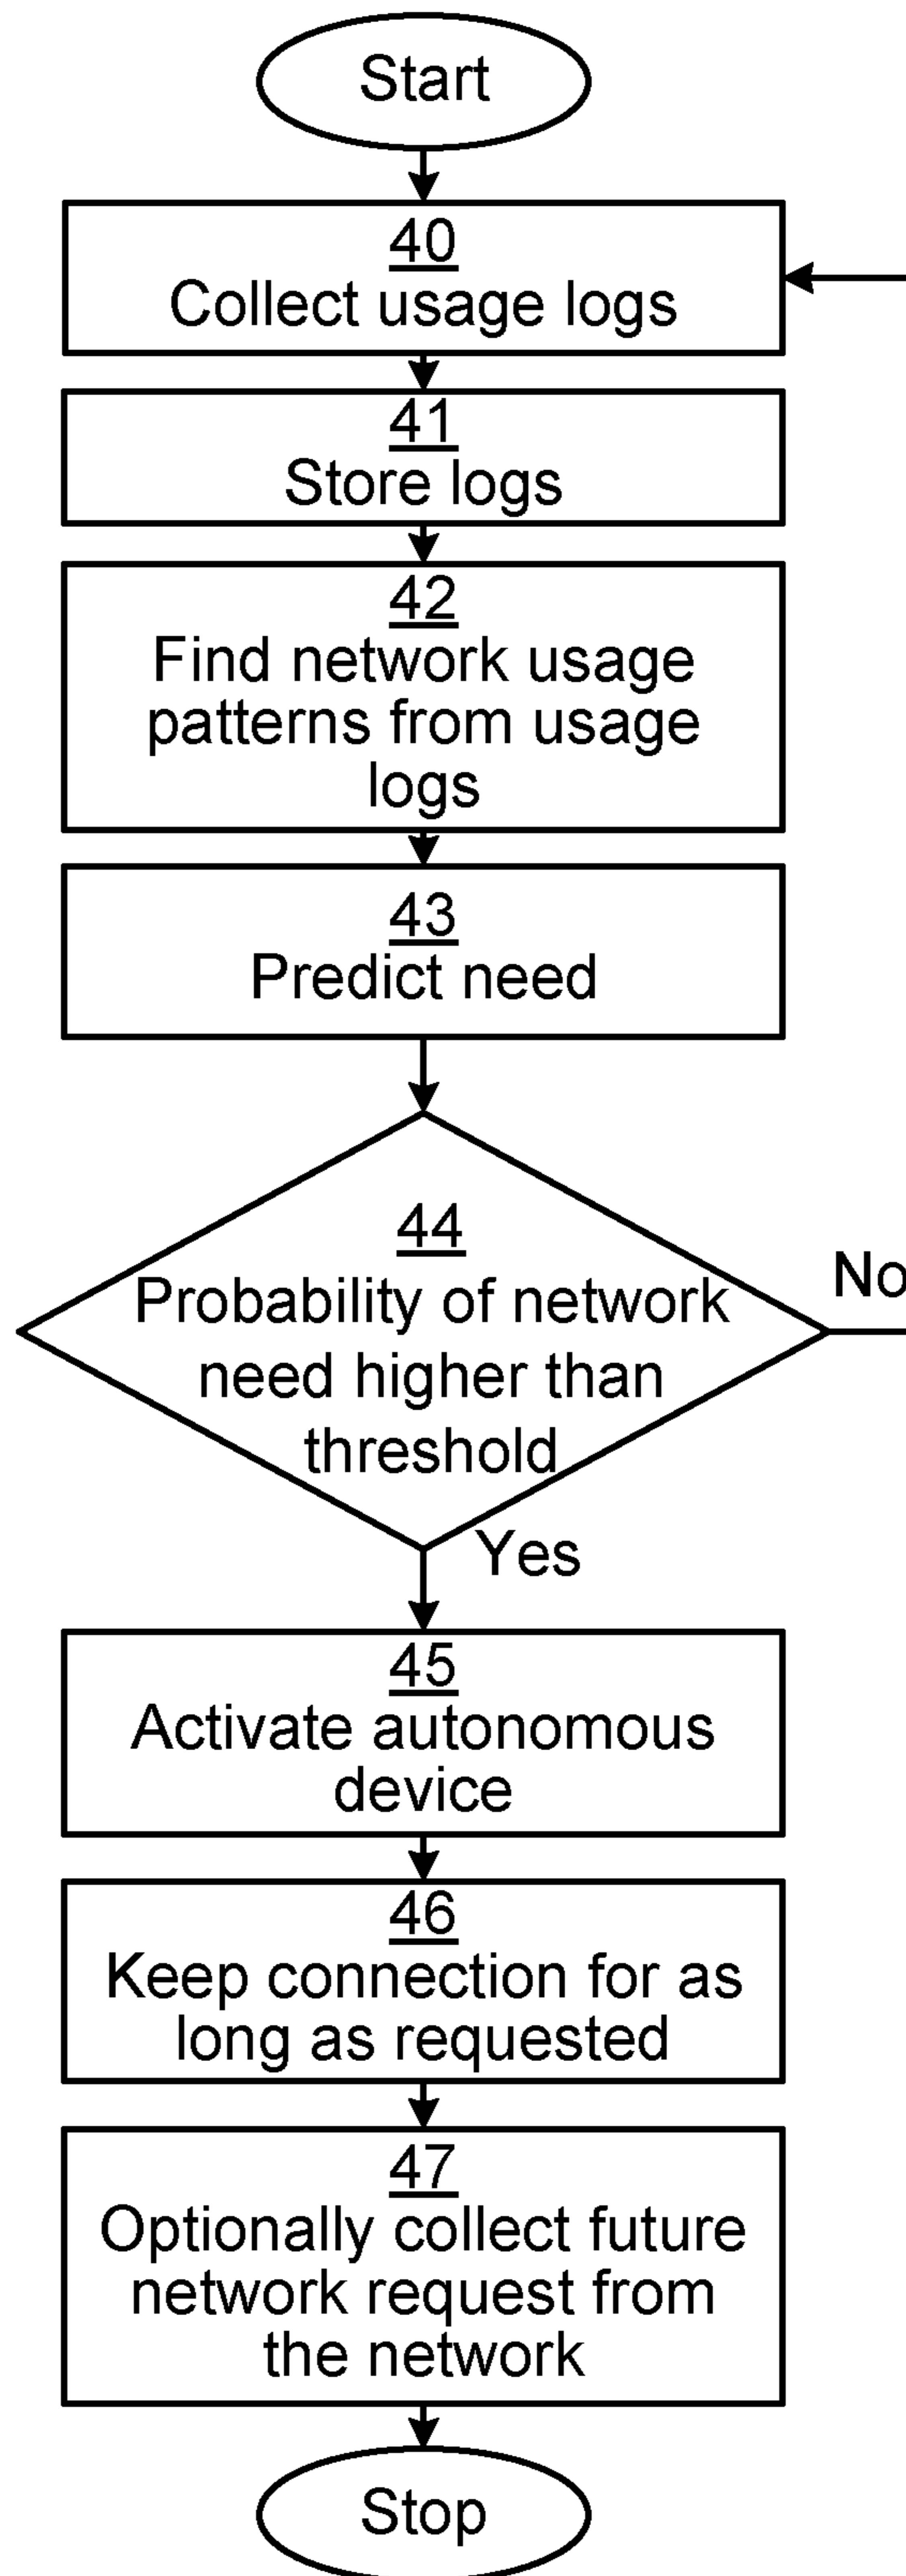 Start
40
Collect usage logs
41
Store logs
42
Find network usage
patterns from usage
logs
43
Predict need
44
Probability of network
need higher than
threshold
No
Yes
45
Activate autonomous
device
46
Keep connection for as
long as requested
47
Optionally collect future
network request from
the network
Stop